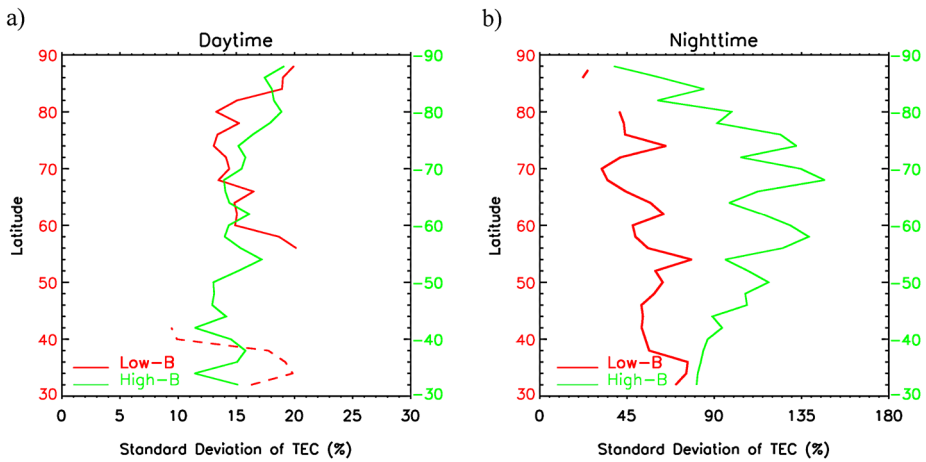 a)
Daytime
90
80
70
60
50
40
30
Latitude
-90
-80
-70
-60
-50
-40
-30
Low-B
High-B
0 5 10 15 20 25 30
Standard Deviation of TEC (%)
b)
Nighttime
90
80
70
60
50
40
30
Latitude
-90
-80
-70
-60
-50
-40
-30
Low-B
High-B
0 45 90 135 180
Standard Deviation of TEC (%)